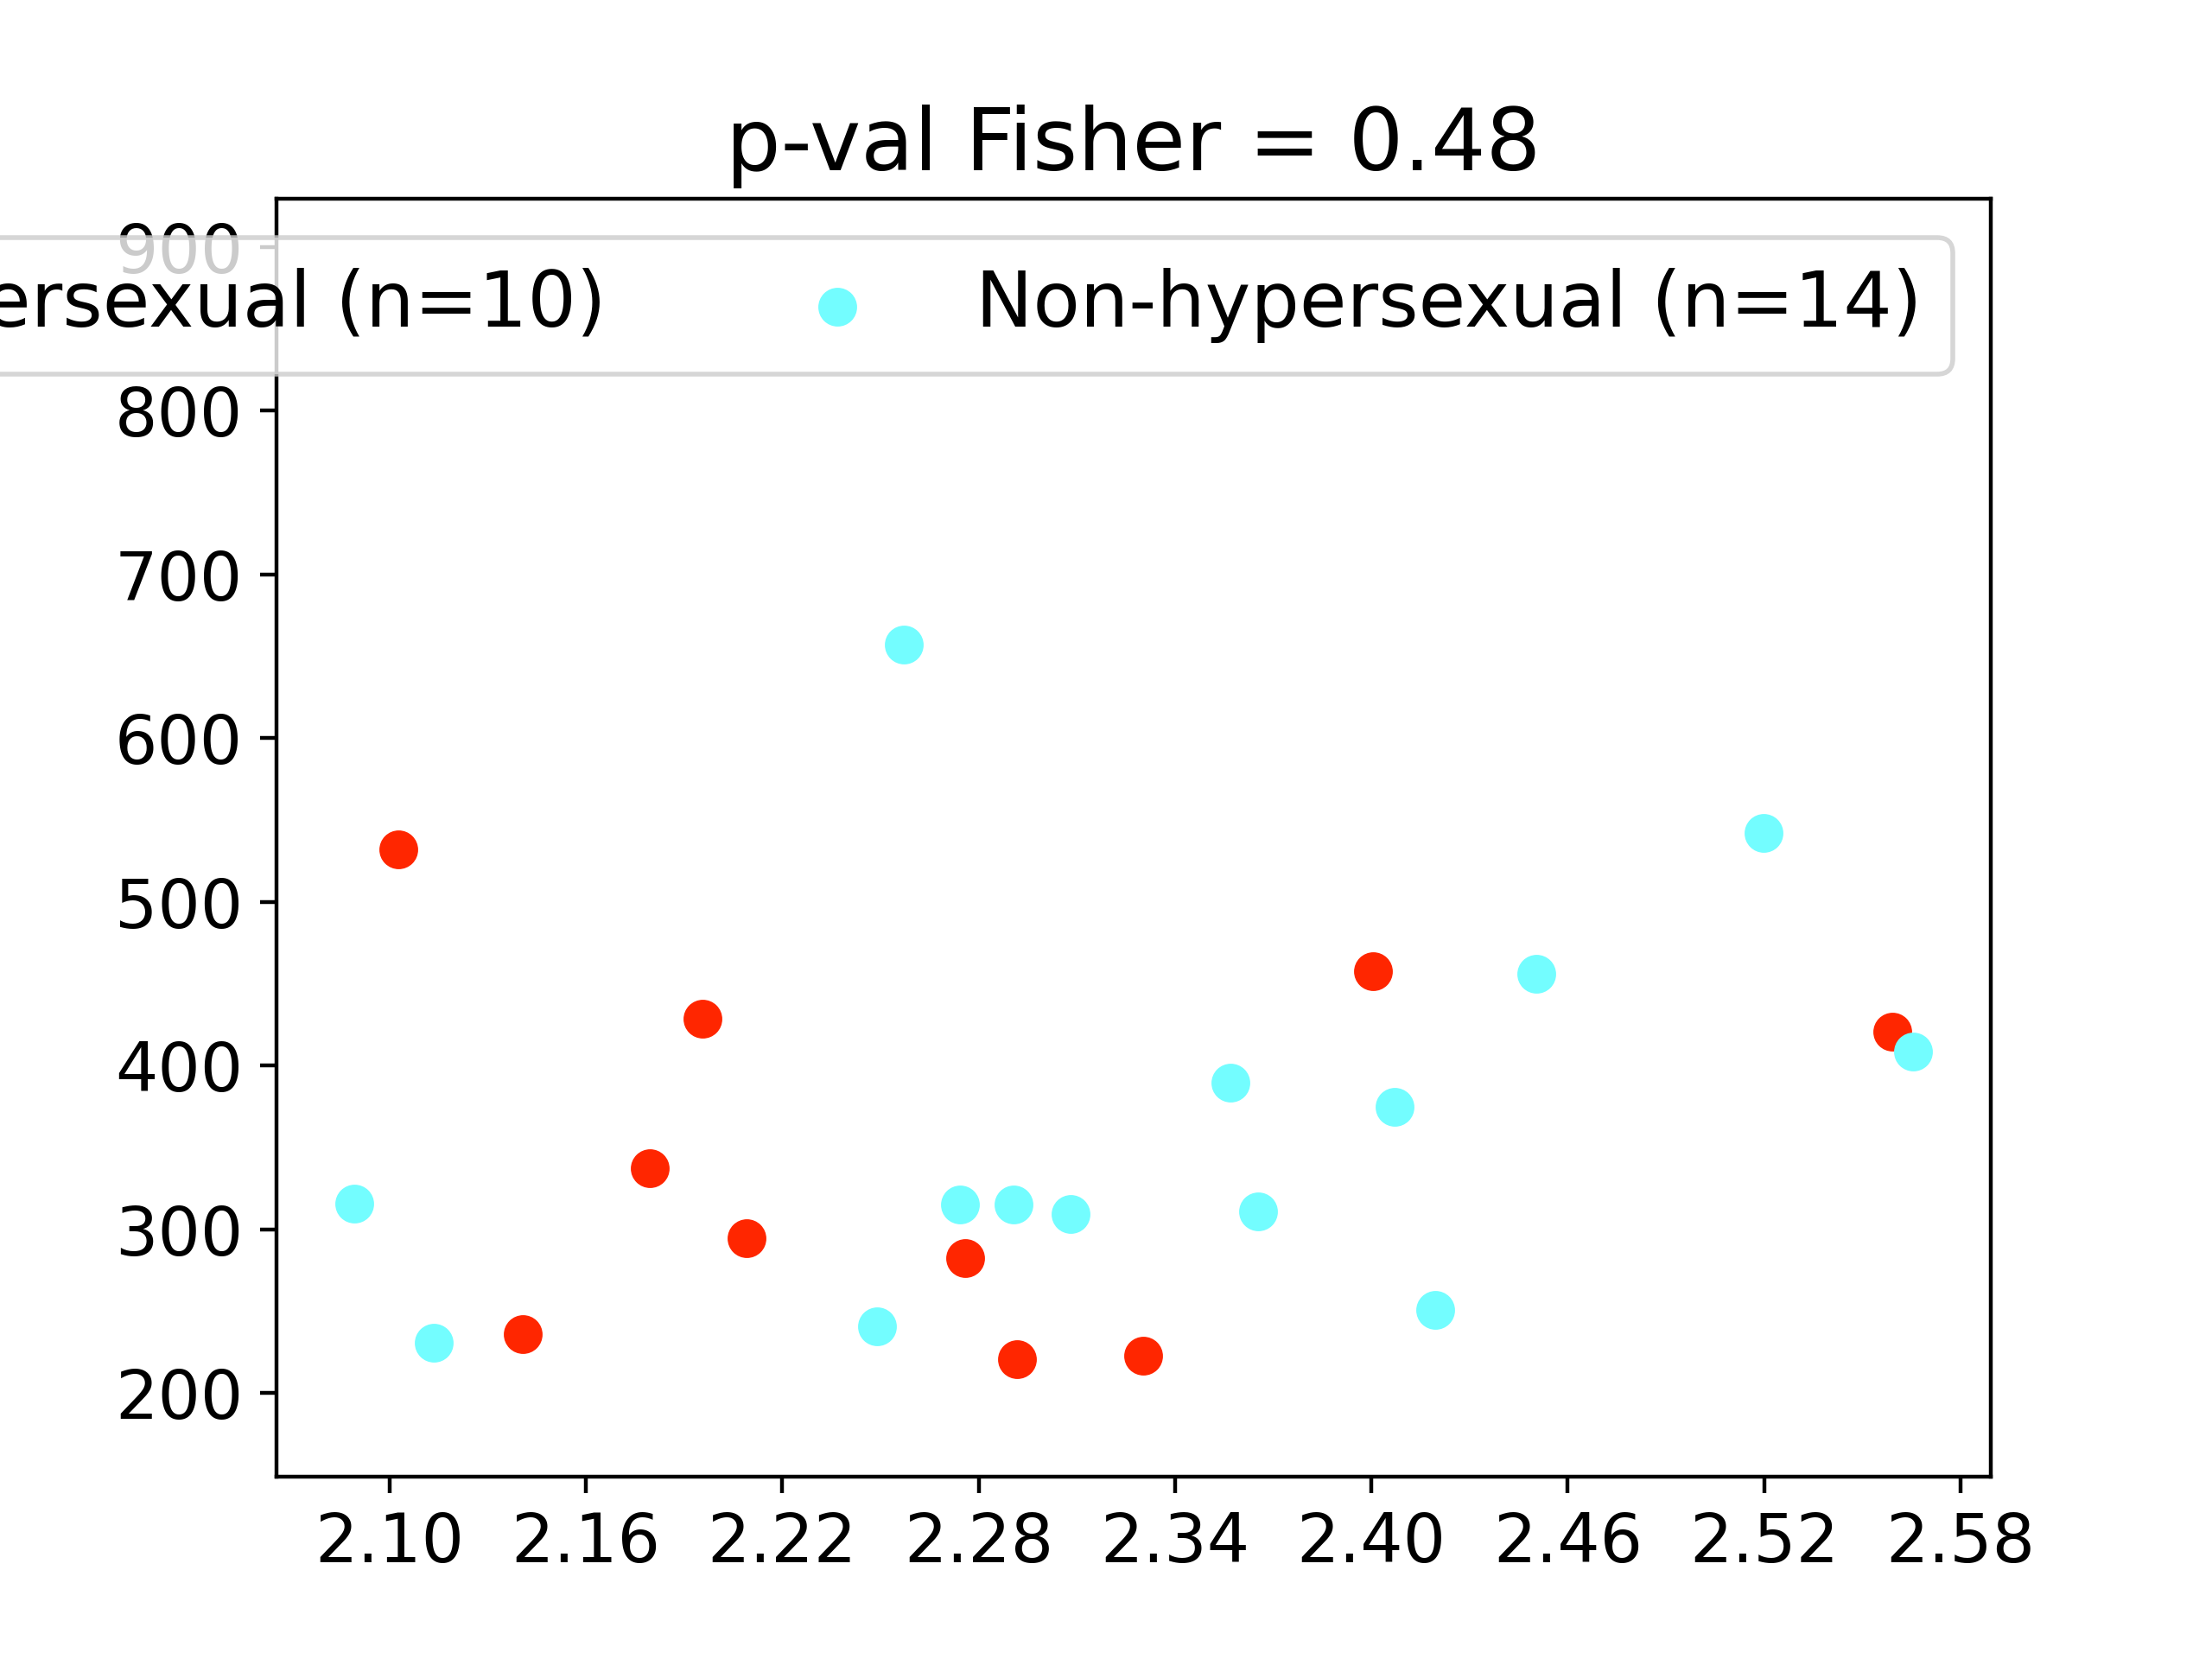 p-val Fisher = 0.48
900
ersexual (n=10)
Non-hypersexual (n=14)
800
700
600
500
400
300
200
2.10 2.16 2.22 2.28 2.34 2.40 2.46 2.52 2.58